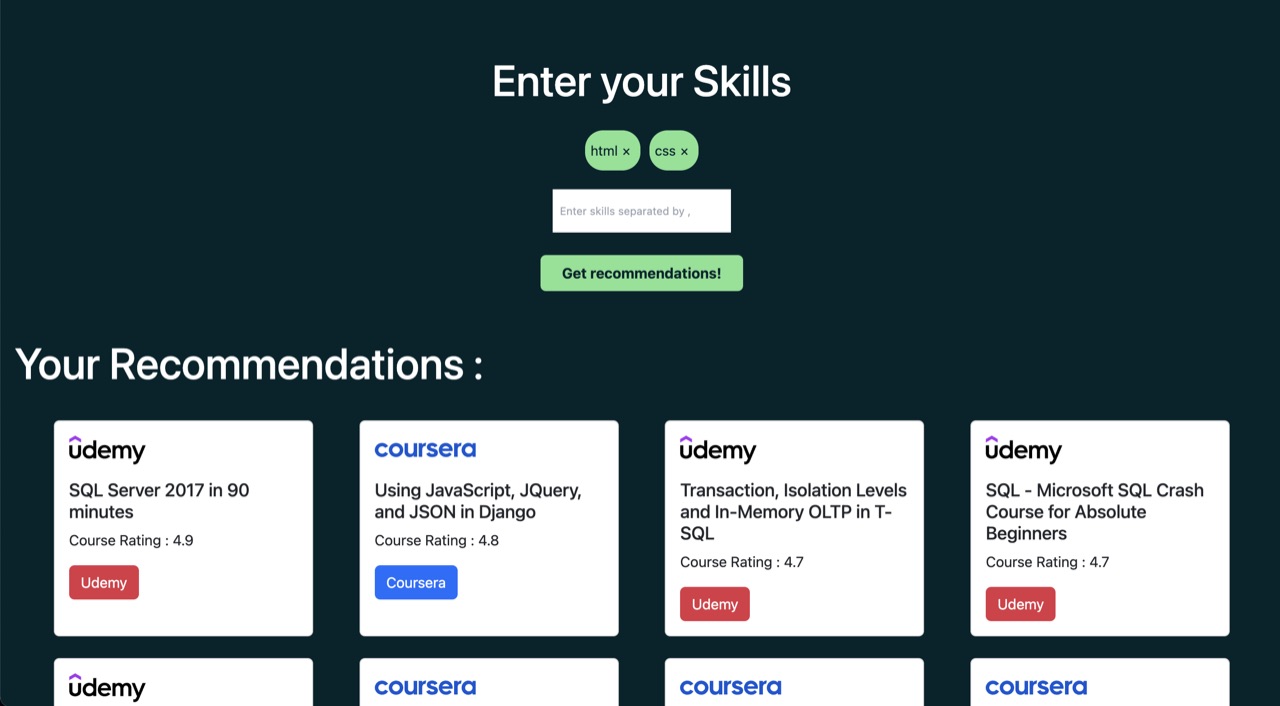 Enter your Skills
html × css ×
Enter skills separated by ,
Get recommendations!
Your Recommendations :
udemy
SQL Server 2017 in 90
minutes
Course Rating : 4.9
Udemy
coursera
Using JavaScript, JQuery,
and JSON in Django
Course Rating : 4.8
Coursera
udemy
Transaction, Isolation Levels
and In-Memory OLTP in T-
SQL
Course Rating : 4.7
Udemy
udemy
SQL - Microsoft SQL Crash
Course for Absolute
Beginners
Course Rating : 4.7
Udemy
udemy
coursera
coursera
coursera